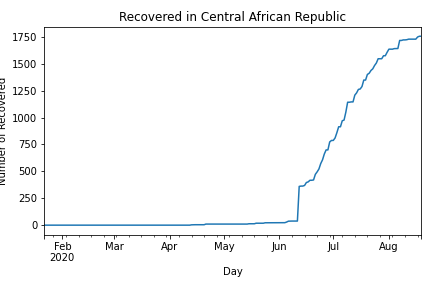 Recovered in Central African Republic
Number of Recovered
1750
1500
1250
1000
750
500
250
0
Feb
2020
Mar
Apr
May
Jun
Jul
Aug
Day